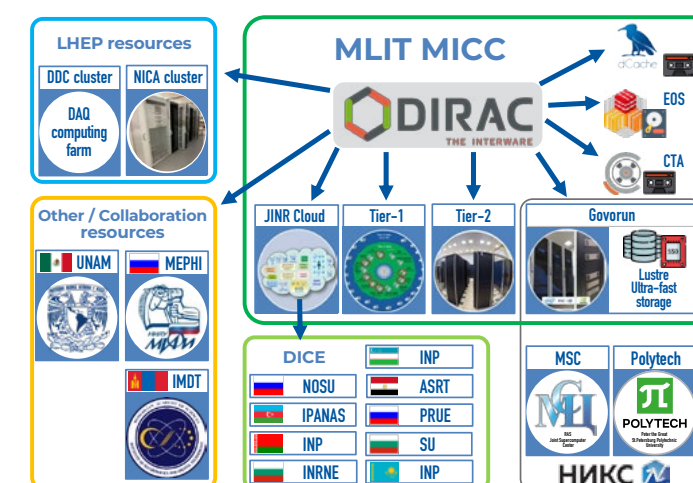 LHEP resources
DDC cluster
NICA cluster
DAQ
computing
farm
MLIT MICC
DIRAC
THE INTERWARE
dCache
EOS
CTA
Other / Collaboration
resources
UNAM
MEPHI
IMDT
JINR Cloud
Tier-1
Tier-2
Govorun
SSD
Lustre
Ultra-fast
storage
DICE
INP
NOSU
ASRT
IPANAS
PRUE
INP
SU
INRNE
INP
MSC
Polytech
RAS
Joint Supercomputer
Center
POLYTECH
Peter the Great
St.Petersburg Polytechnic
University
НИКС